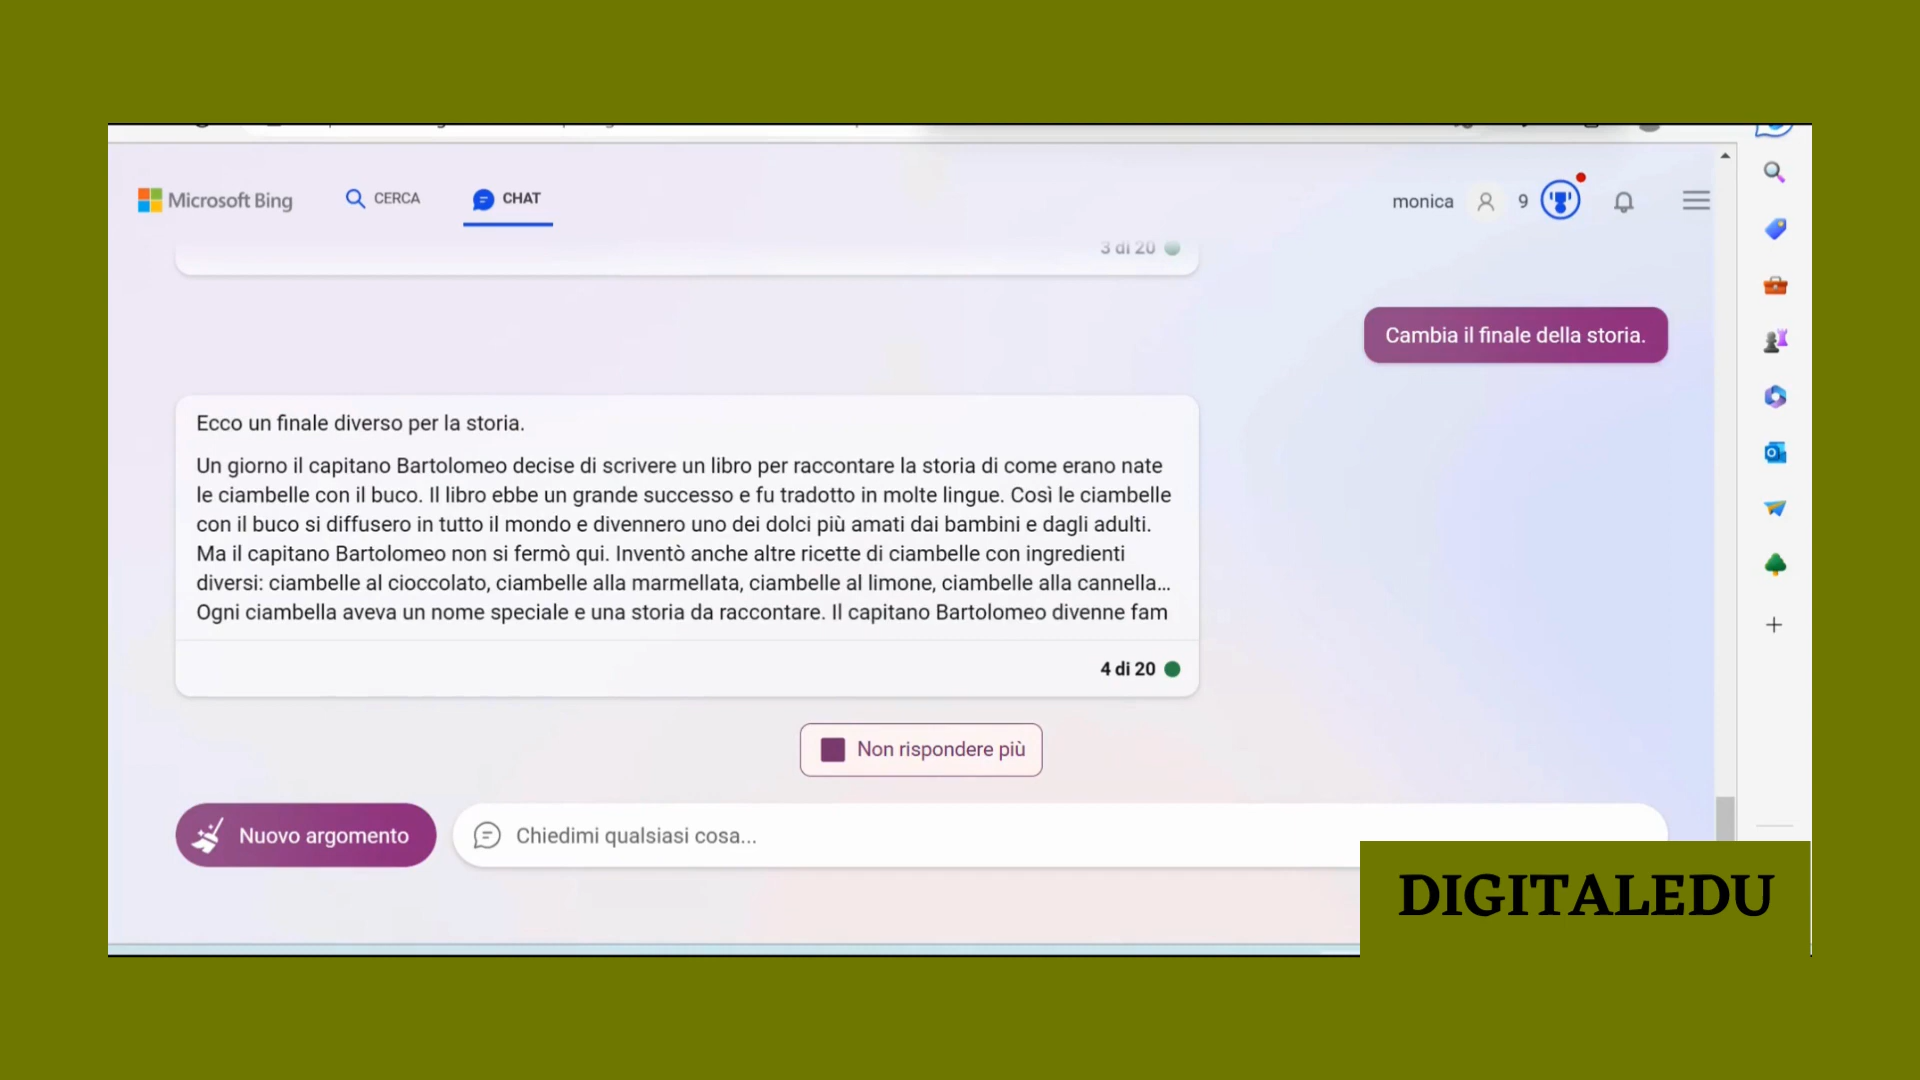 Microsoft Bing
CERCA
CHAT
monica
9
3 di 20
Cambia il finale della storia.
Ecco un finale diverso per la storia.
Un giorno il capitano Bartolomeo decise di scrivere un libro per raccontare la storia di come erano nate
le ciambelle con il buco. Il libro ebbe un grande successo e fu tradotto in molte lingue. Così le ciambelle
con il buco si diffusero in tutto il mondo e divennero uno dei dolci più amati dai bambini e dagli adulti.
Ma il capitano Bartolomeo non si fermò qui. Inventò anche altre ricette di ciambelle con ingredienti
diversi: ciambelle al cioccolato, ciambelle alla marmellata, ciambelle al limone, ciambelle alla cannella...
Ogni ciambella aveva un nome speciale e una storia da raccontare. Il capitano Bartolomeo divenne fam
4 di 20
Non rispondere più
Nuovo argomento
Chiedimi qualsiasi cosa...
DIGITALEDU